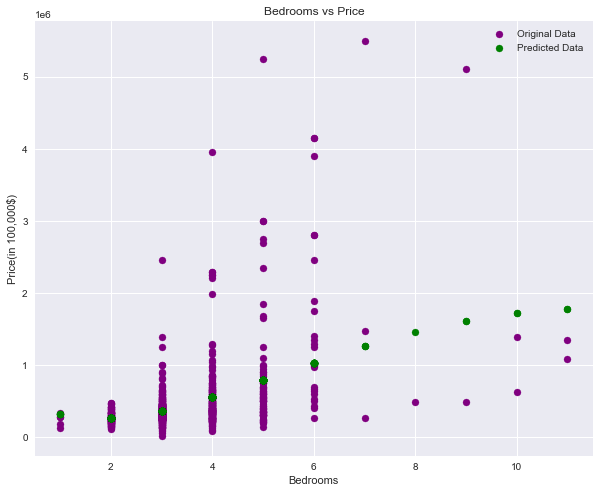 Bedrooms vs Price
1e6
Original Data
Predicted Data
5
4
3
2
1
0
Price(in 100,000$)
2 4 6 8 10
Bedrooms